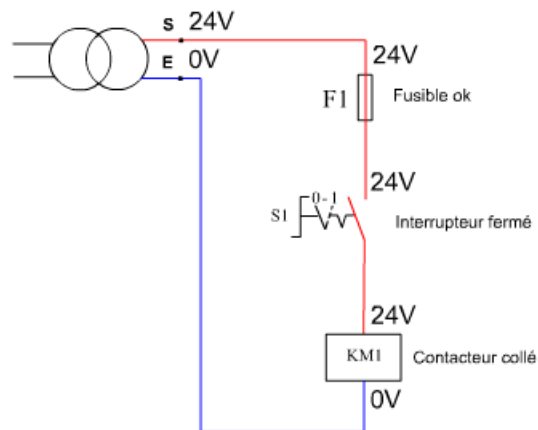 S 24V
E 0V
24V
F1 Fusible ok
24V
0-1
S1 Interrupteur fermé
24V
KM1 Contacteur collé
0V